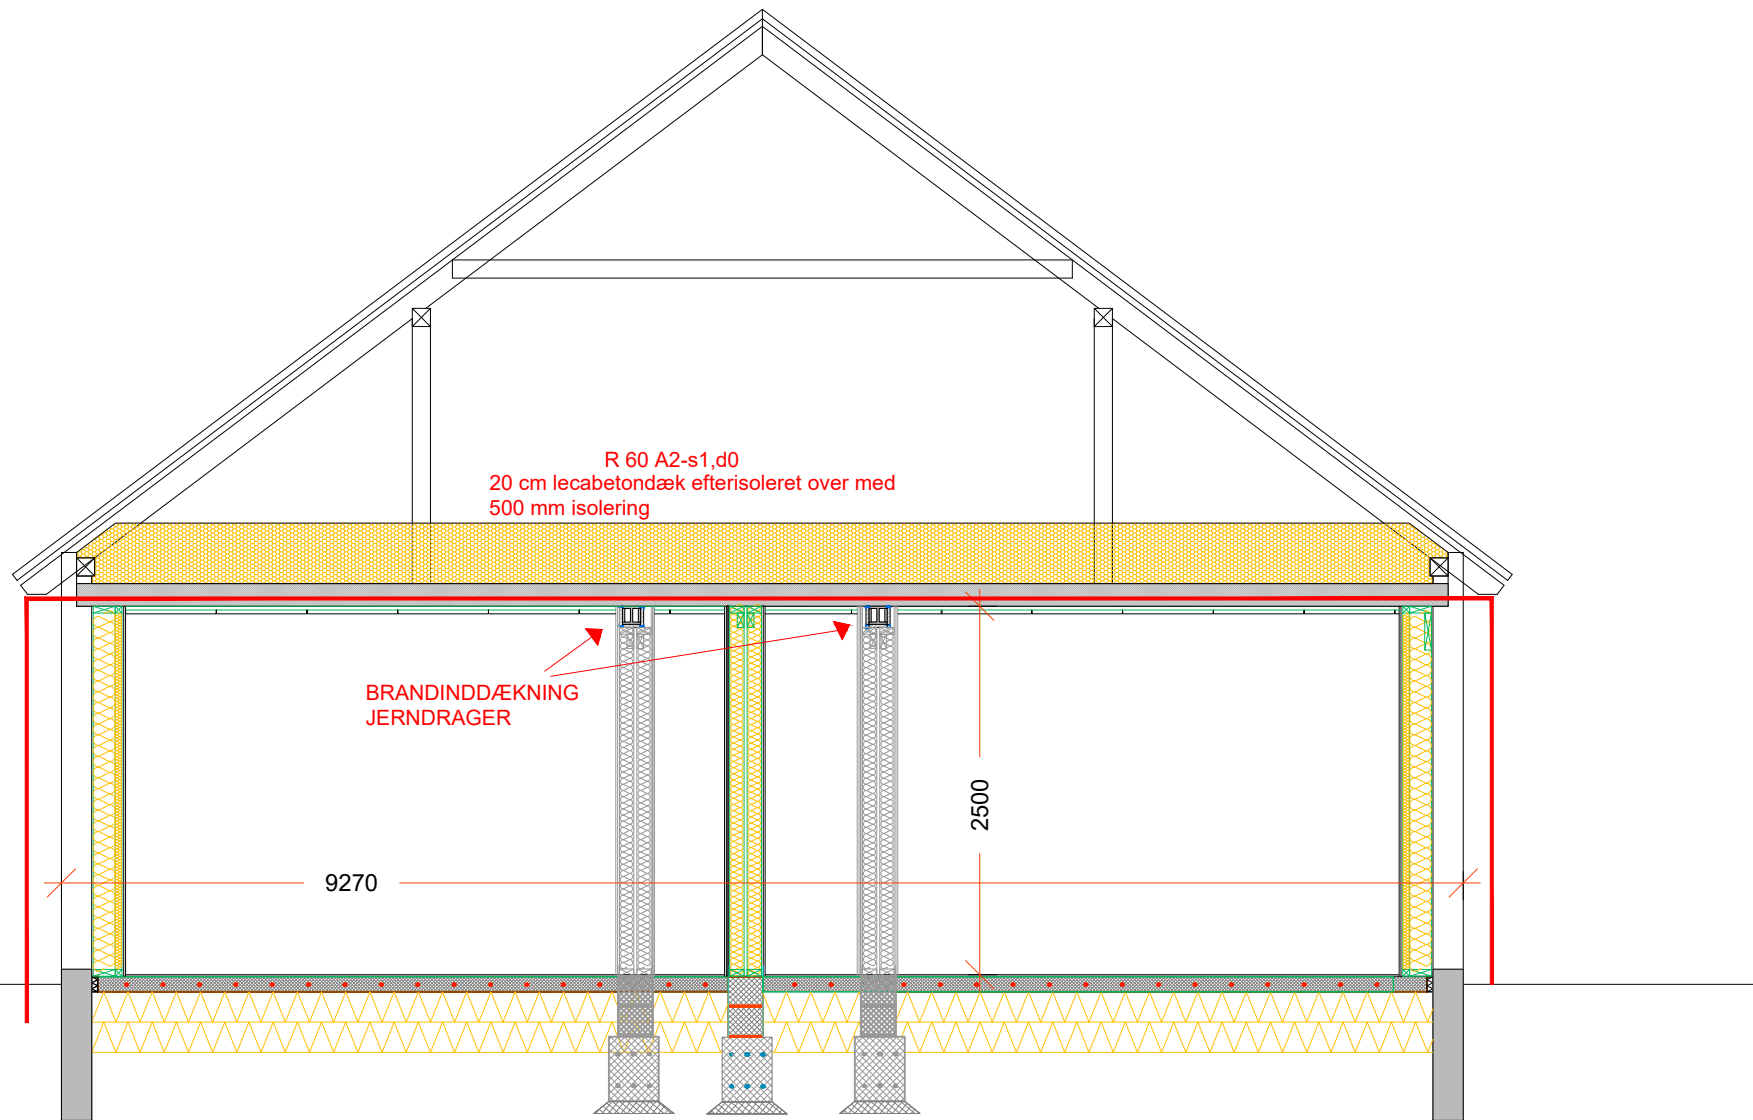 R 60 A2-s1,d0
20 cm lecabetondæk efterisoleret over med
500 mm isolering
BRANDINDDÆKNING
JERNDRAGER
2500
9270